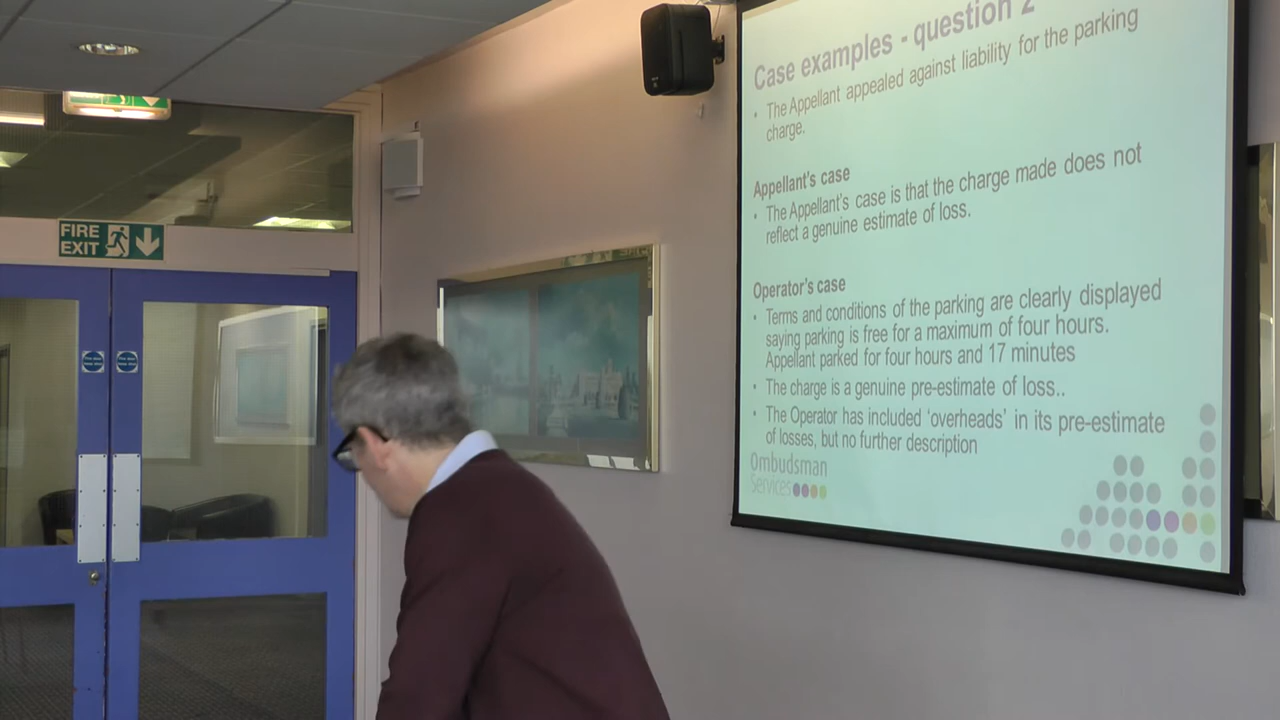 Case examples - question 2
• The Appellant appealed against liability for the parking
charge.
Appellant's case
• The Appellant's case is that the charge made does not
reflect a genuine estimate of loss.
Operator's case
• Terms and conditions of the parking are clearly displayed
saying parking is free for a maximum of four hours.
Appellant parked for four hours and 17 minutes
• The charge is a genuine pre-estimate of loss..
• The Operator has included 'overheads' in its pre-estimate
of losses, but no further description
Ombudsman
Services
FIRE
EXIT